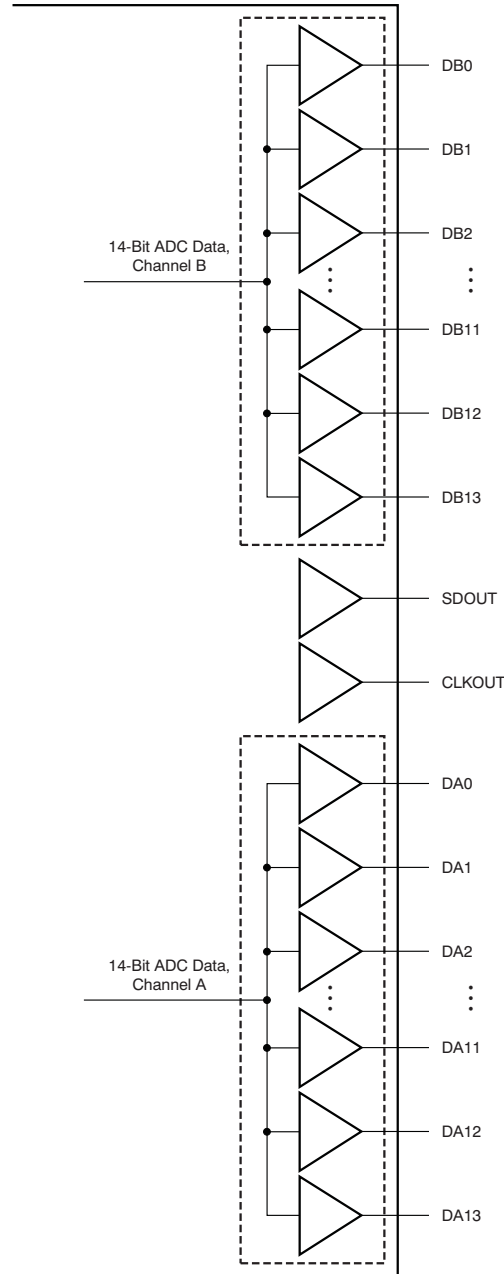 DB0
DB1
DB2
14-Bit ADC Data,
Channel B
DB11
DB12
DB13
SDOUT
CLKOUT
DA0
DA1
DA2
14-Bit ADC Data,
Channel A
DA11
DA12
DA13